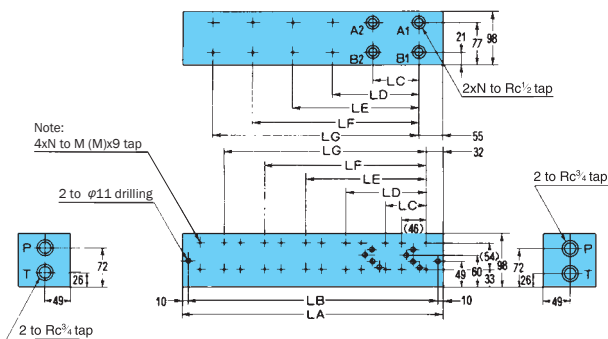 A2 A1
B2 B1
21
77
98
LC
2xN to Rc1/2 tap
LD
LE
LF
LG
55
Note:
4xN to M (M)x9 tap
LG
32
LF
2 to φ11 drilling
LE
2 to Rc3/4 tap
LD
LC
(46)
P
T
72
26
49
2 to Rc3/4 tap
(54)
49
60
33
98
10
LB
10
LA
P
T
72
26
49